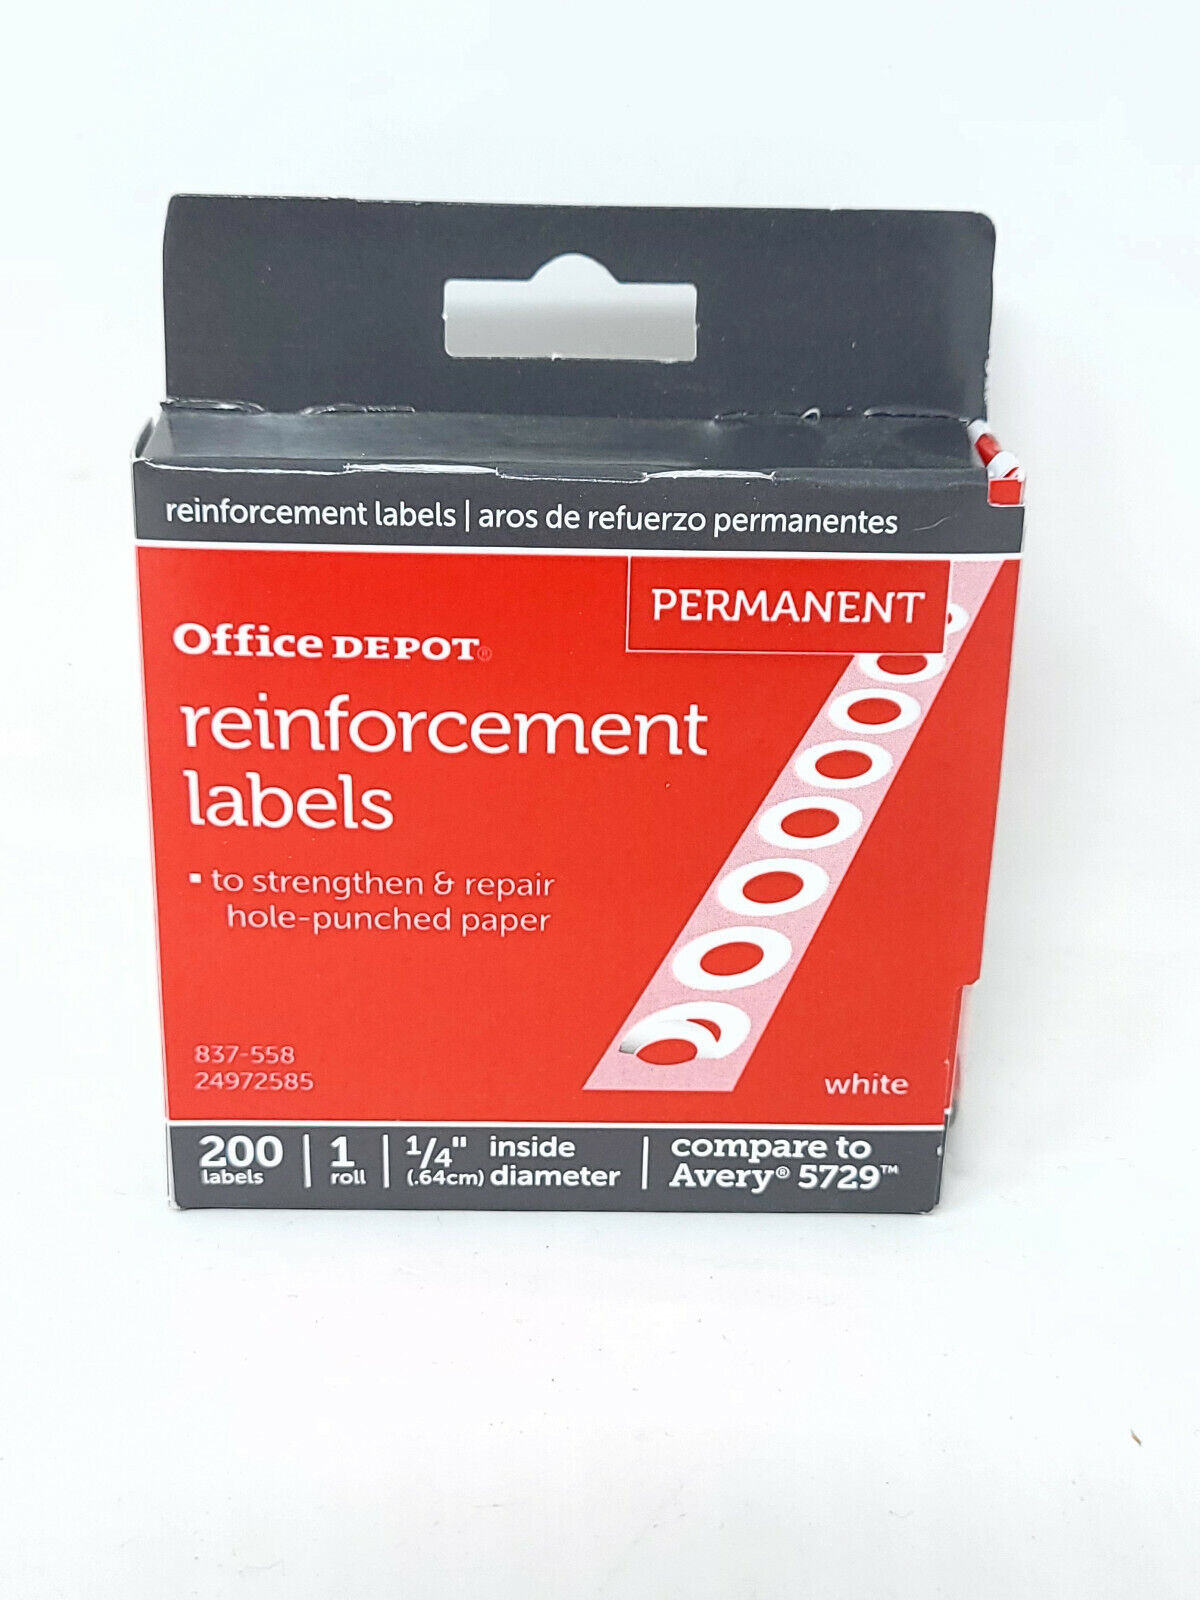 reinforcement labels | aros de refuerzo permanentes
PERMANENT
Office DEPOT®
reinforcement
labels
▪ to strengthen & repair
hole-punched paper
837-558
24972585
white
200 labels | 1 roll | 1/4" (.64cm) inside diameter | compare to Avery® 5729™